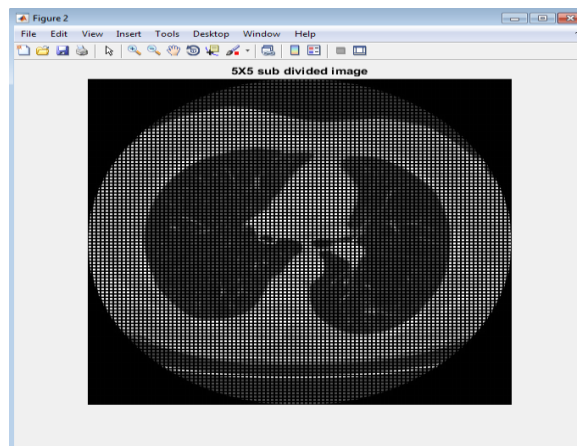 Figure 2
File Edit View Insert Tools Desktop Window Help
5X5 sub divided image